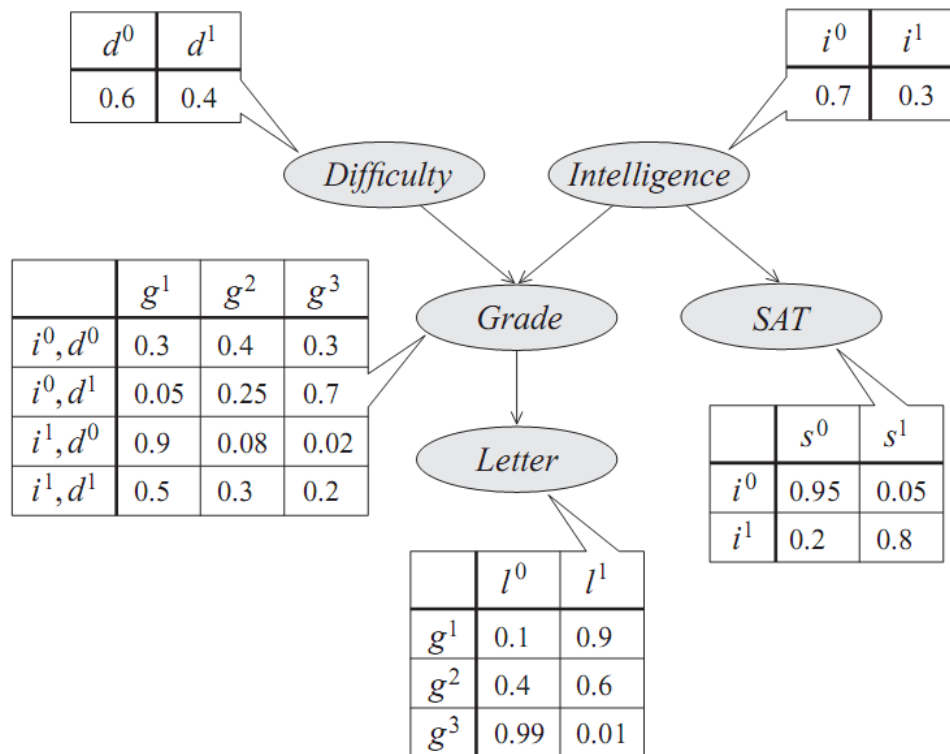 d⁰ d¹
0.6 0.4
i⁰ i¹
0.7 0.3
Difficulty
Intelligence
g¹ g² g³
i⁰, d⁰ 0.3 0.4 0.3
i⁰, d¹ 0.05 0.25 0.7
i¹, d⁰ 0.9 0.08 0.02
i¹, d¹ 0.5 0.3 0.2
Grade
SAT
Letter
s⁰ s¹
i⁰ 0.95 0.05
i¹ 0.2 0.8
l⁰ l¹
g¹ 0.1 0.9
g² 0.4 0.6
g³ 0.99 0.01